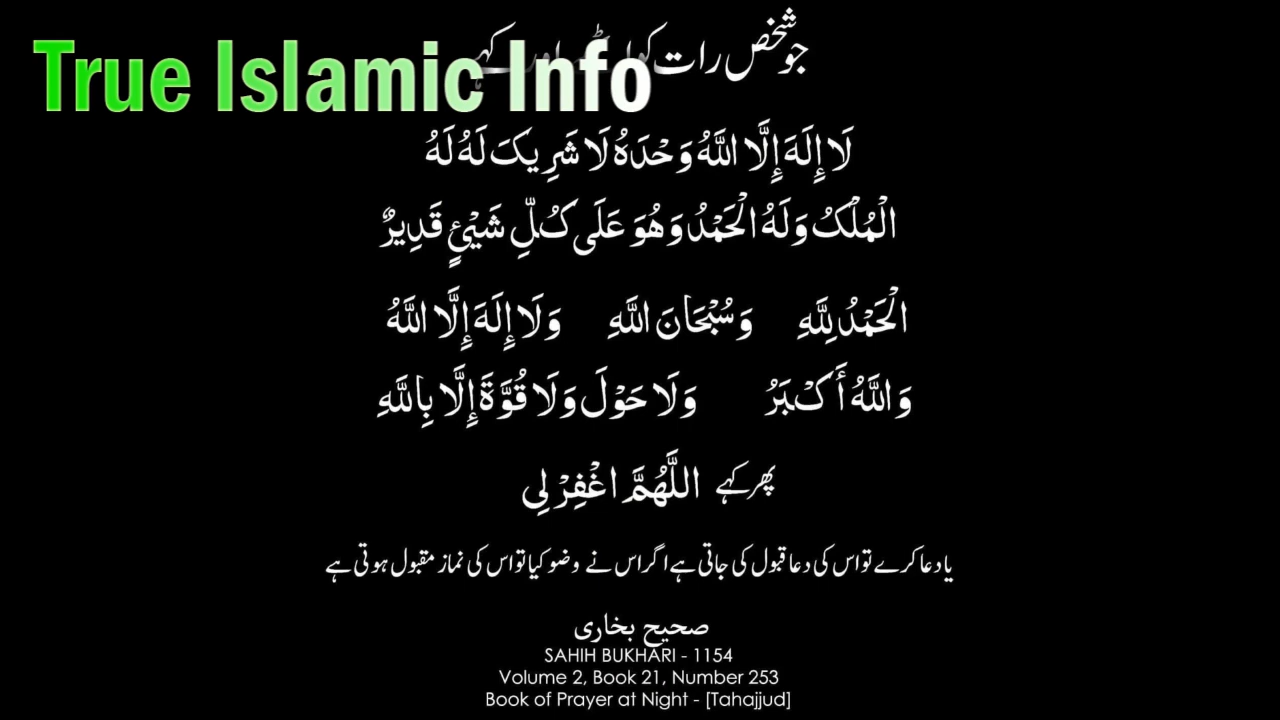 True Islamic Info
جو شخص رات کو اور کہے
لَا إِلَهَ إِلَّا اللَّهُ وَحْدَهُ لَا شَرِيكَ لَهُ لَهُ
الْمُلْكُ وَلَهُ الْحَمْدُ وَهُوَ عَلَى كُلِّ شَيْئٍ قَدِيرٌ
الْحَمْدُ لِلَّهِ وَسُبْحَانَ اللَّهِ وَلَا إِلَهَ إِلَّا اللَّهُ
وَاللَّهُ أَكْبَرُ وَلَا حَوْلَ وَلَا قُوَّةَ إِلَّا بِاللَّهِ
پھر کہے اللَّهُمَّ اغْفِرْ لِي
یا دعا کرے تو اس کی دعا قبول کی جاتی ہے اگر اس نے وضو کیا تو اس کی نماز مقبول ہوتی ہے
صحیح بخاری
SAHIH BUKHARI - 1154
Volume 2, Book 21, Number 253
Book of Prayer at Night - [Tahajjud]